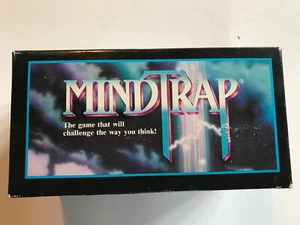 MINDTRAP®
The game that will
challenge the way you think!